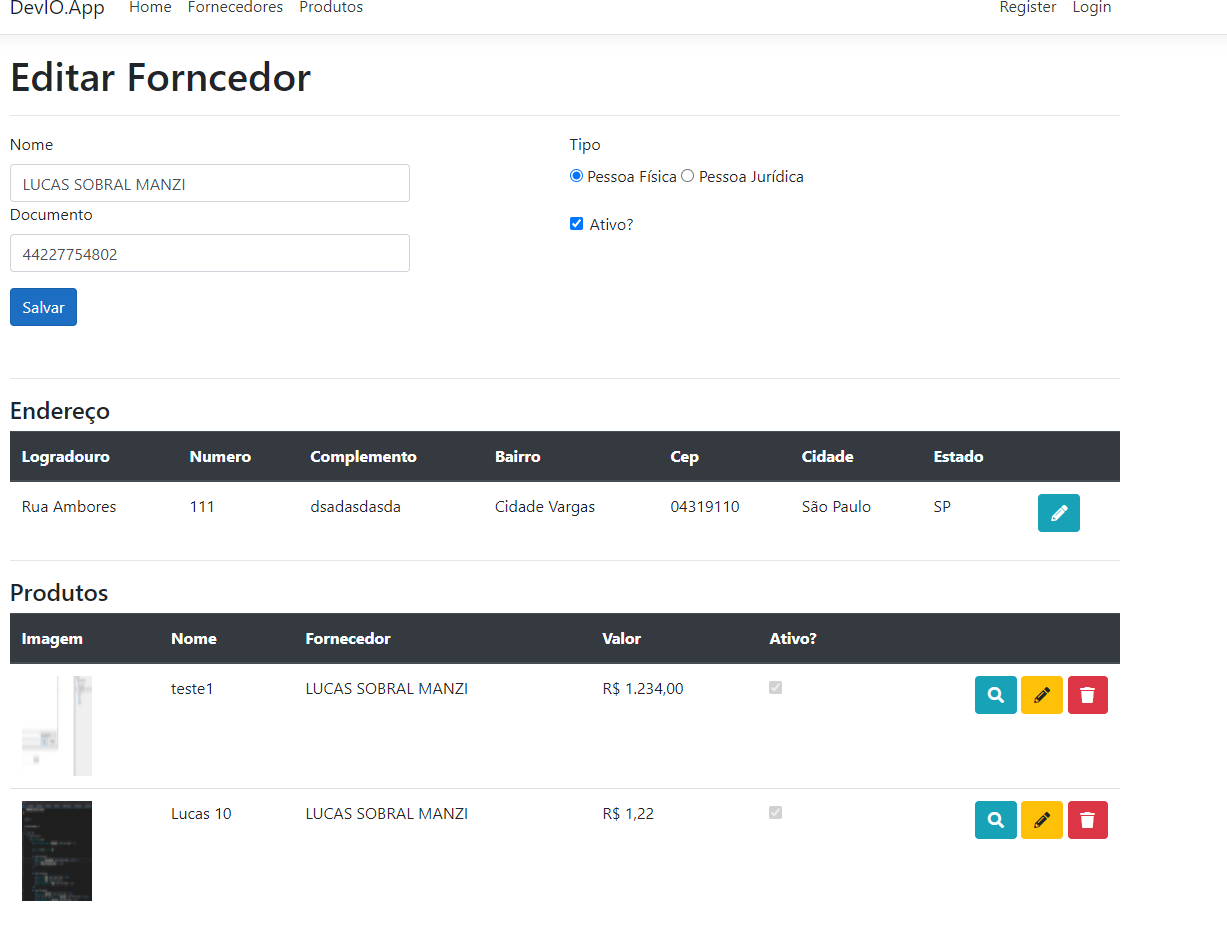 DevIO.App Home Fornecedores Produtos Register Login
Editar Forncedor
Nome Tipo
LUCAS SOBRAL MANZI Pessoa Física Pessoa Jurídica
Documento Ativo?
44227754802
Salvar
Endereço
Logradouro Numero Complemento Bairro Cep Cidade Estado
Rua Ambores 111 dsadasdasda Cidade Vargas 04319110 São Paulo SP
Produtos
Imagem Nome Fornecedor Valor Ativo?
teste1 LUCAS SOBRAL MANZI R$ 1.234,00
Lucas 10 LUCAS SOBRAL MANZI R$ 1,22